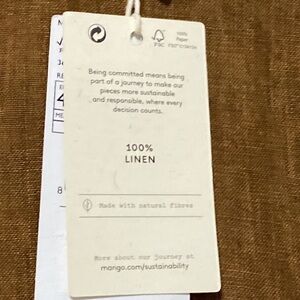 FSC
100%
Paper
Being committed means being
part of a journey to make our
pieces more sustainable
and responsible, where every
decision counts.
100%
LINEN
Made with natural fibres
More about our journey at
mango.com/sustainability